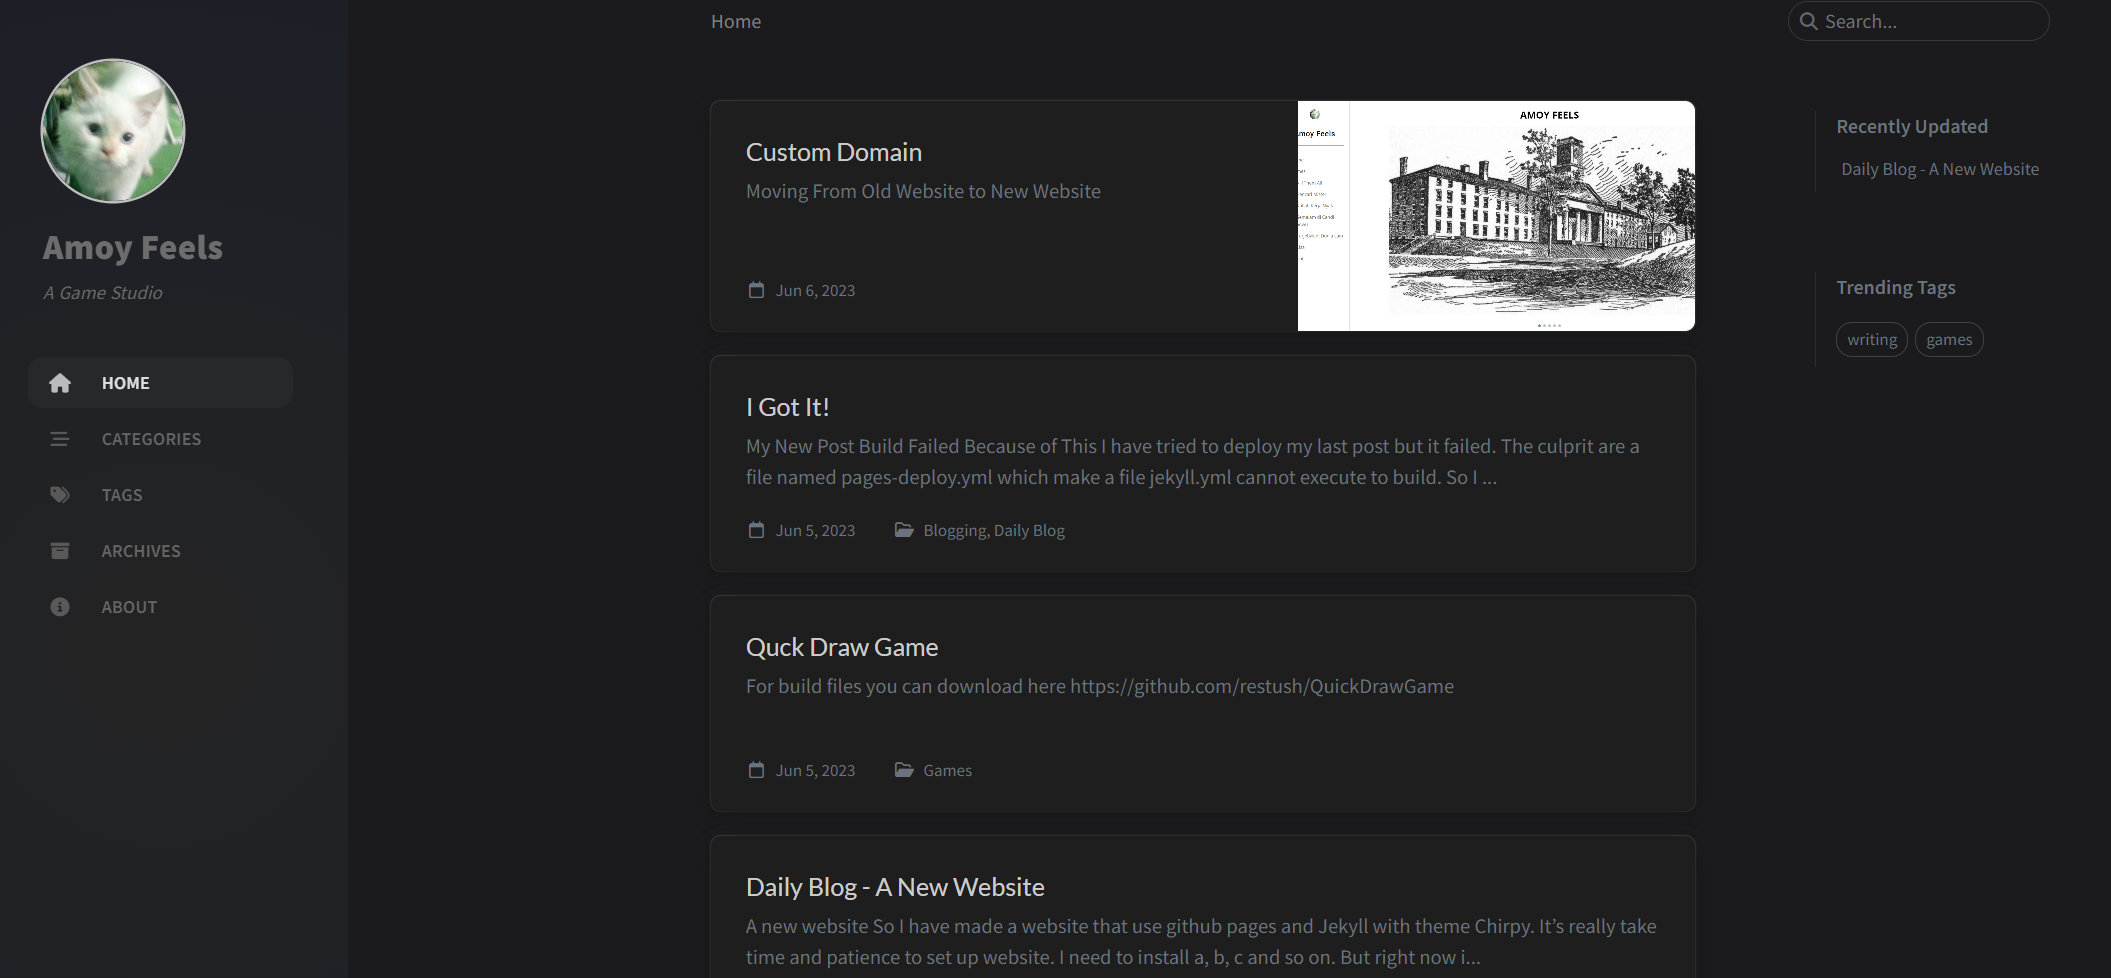 Amoy Feels
A Game Studio
HOME
CATEGORIES
TAGS
ARCHIVES
ABOUT
Home
Search...
Custom Domain
Moving From Old Website to New Website
Jun 6, 2023
moy Feels
AMOY FEELS
I Got It!
My New Post Build Failed Because of This I have tried to deploy my last post but it failed. The culprit are a
file named pages-deploy.yml which make a file jekyll.yml cannot execute to build. So I ...
Jun 5, 2023 Blogging, Daily Blog
Quck Draw Game
For build files you can download here https://github.com/restush/QuickDrawGame
Jun 5, 2023 Games
Daily Blog - A New Website
A new website So I have made a website that use github pages and Jekyll with theme Chirpy. It’s really take
time and patience to set up website. I need to install a, b, c and so on. But right now i...
Recently Updated
Daily Blog - A New Website
Trending Tags
writing games